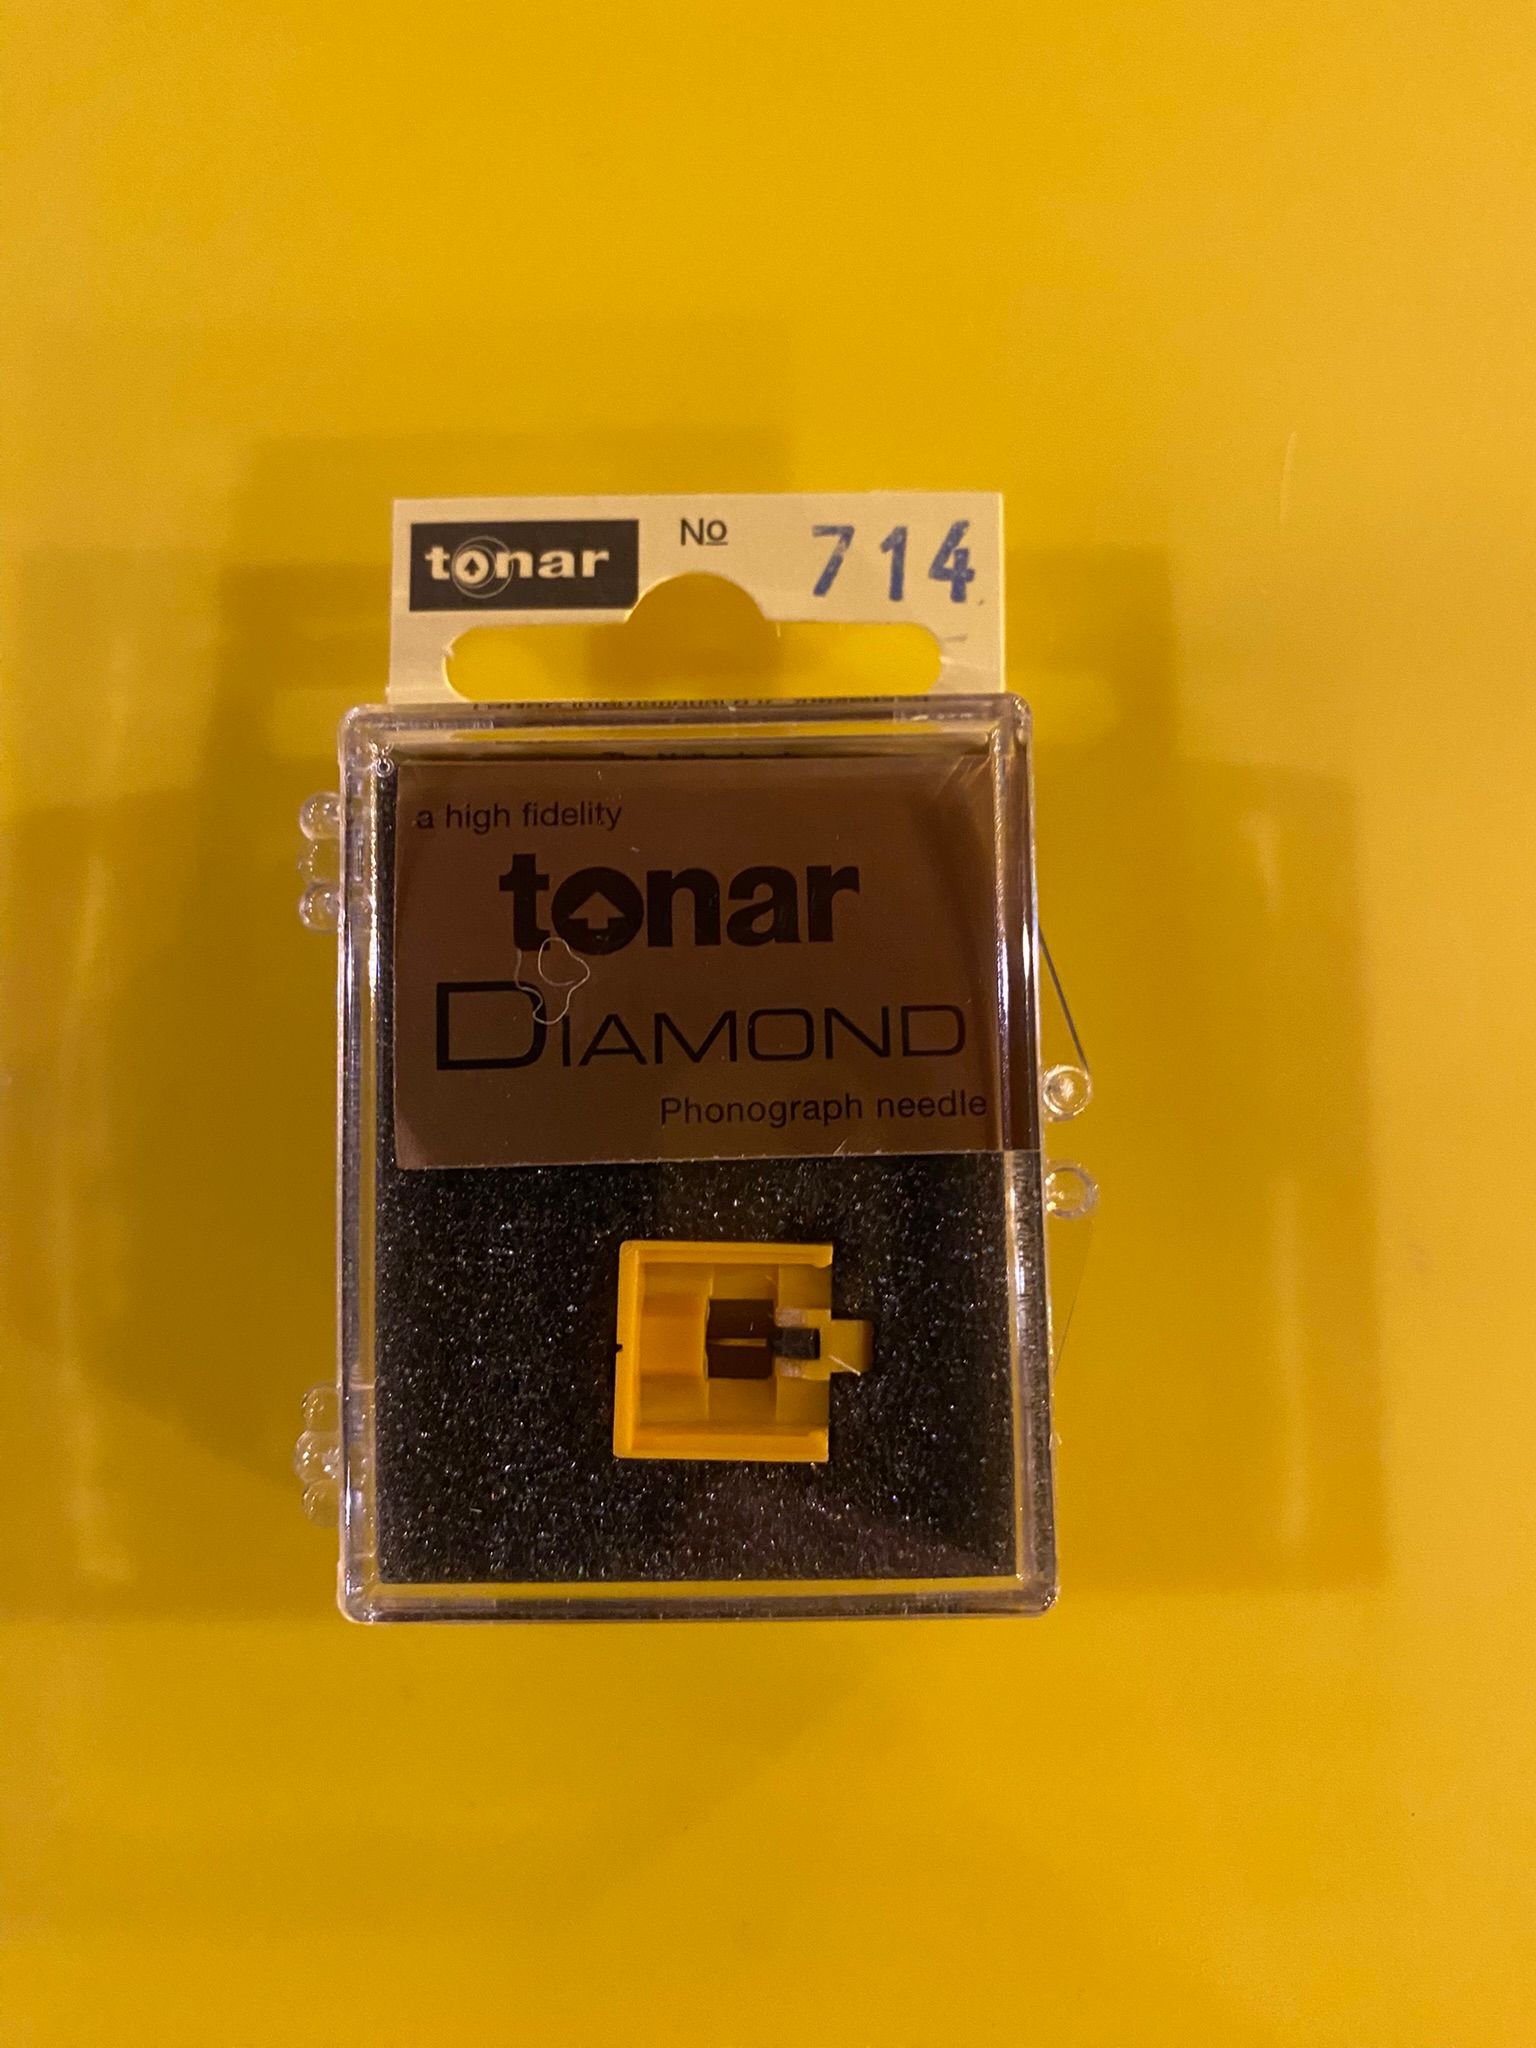 tonar No 714
a high fidelity
tonar
DIAMOND
Phonograph needle